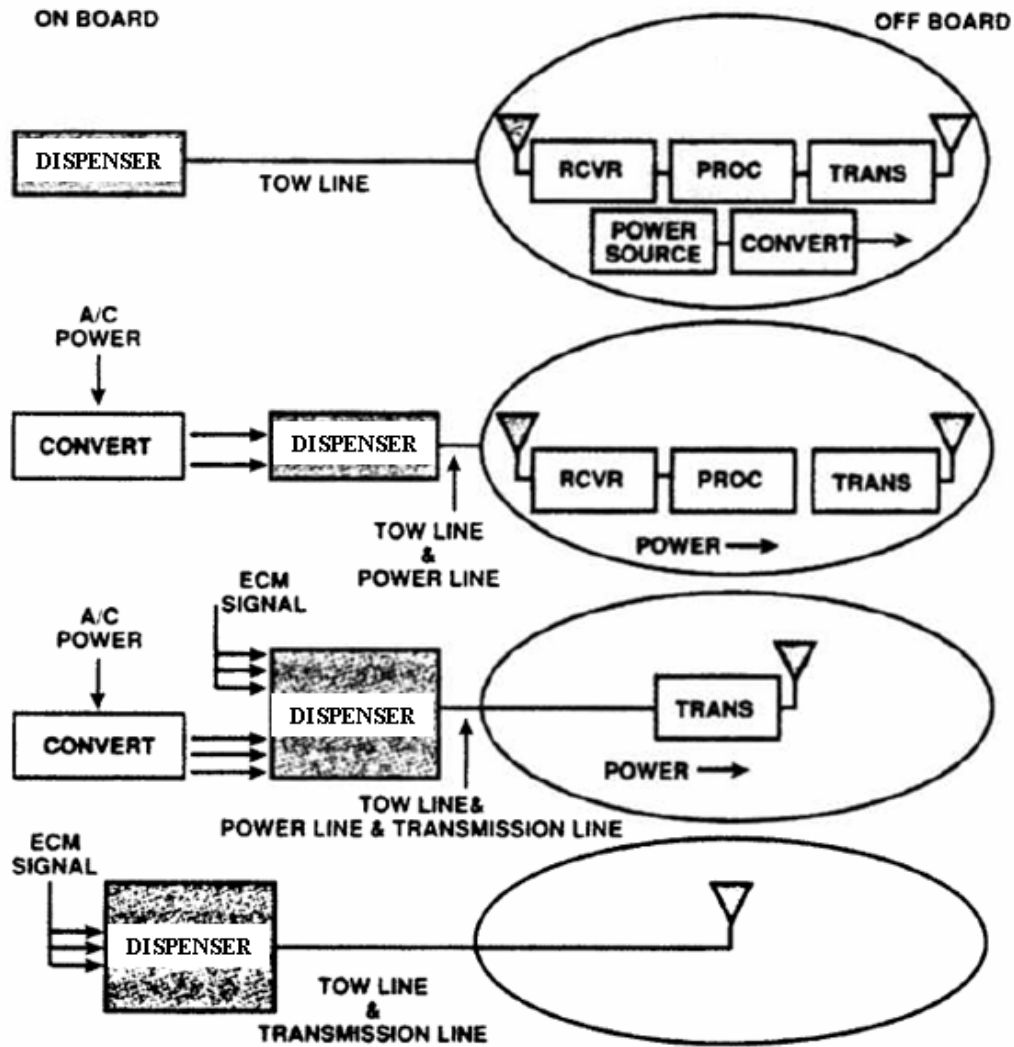 ON BOARD
OFF BOARD
DISPENSER
TOW LINE
RCVR
PROC
TRANS
POWER
SOURCE
CONVERT
A/C
POWER
CONVERT
DISPENSER
TOW LINE
&
POWER LINE
RCVR
PROC
TRANS
POWER
ECM
SIGNAL
A/C
POWER
CONVERT
DISPENSER
TRANS
POWER
TOW LINE&
POWER LINE & TRANSMISSION LINE
ECM
SIGNAL
DISPENSER
TOW LINE
&
TRANSMISSION LINE